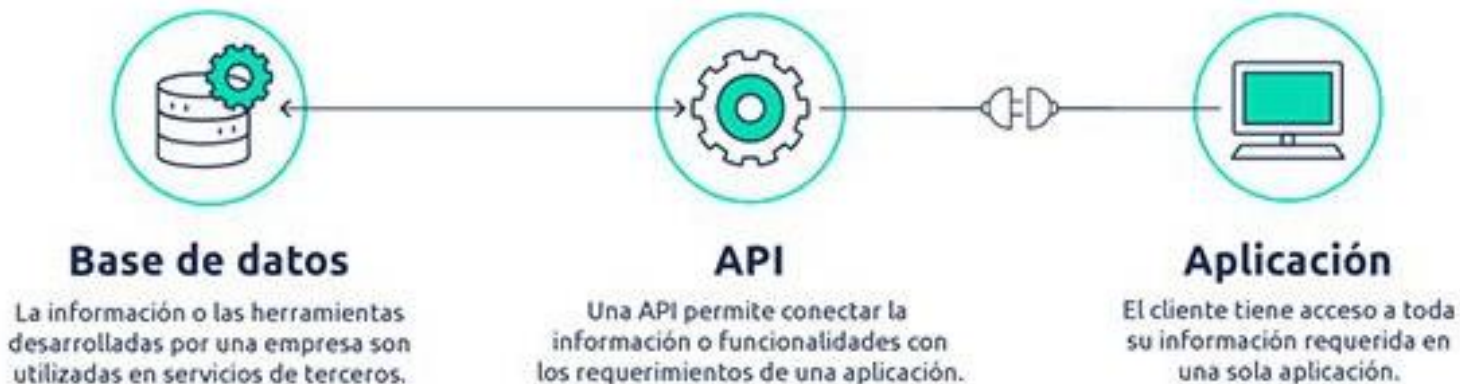 Base de datos
La información o las herramientas
desarrolladas por una empresa son
utilizadas en servicios de terceros.
API
Una API permite conectar la
información o funcionalidades con
los requerimientos de una aplicación.
Aplicación
El cliente tiene acceso a toda
su información requerida en
una sola aplicación.